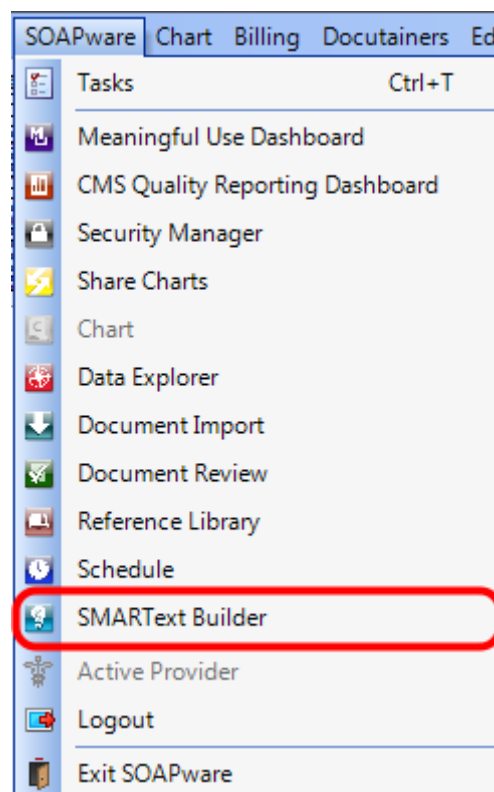 SOAPware Chart Billing Docutainers Ed
Tasks Ctrl+T
Meaningful Use Dashboard
CMS Quality Reporting Dashboard
Security Manager
Share Charts
Chart
Data Explorer
Document Import
Document Review
Reference Library
Schedule
SMARText Builder
Active Provider
Logout
Exit SOAPware